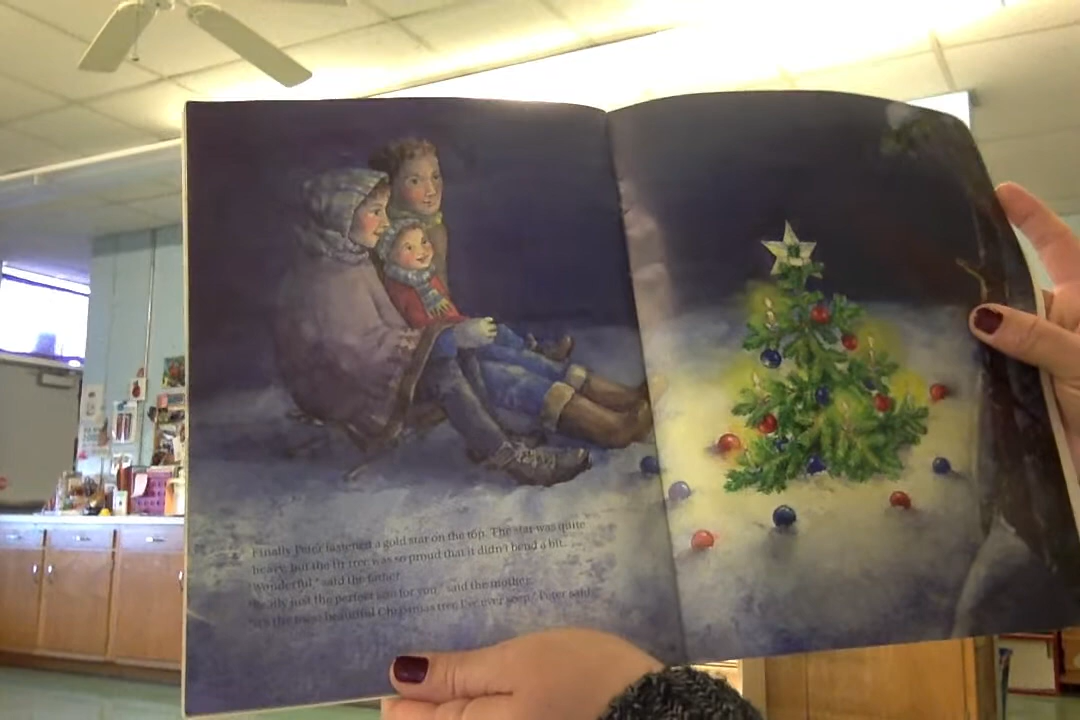 Finally Peter fastened a gold star on the top. The star was quite
heavy, but the fir tree was so proud that it didn't bend a bit.
"Wonderful," said the father.
"Really just the perfect size for you," said the mother.
"It's the most beautiful Christmas tree I've ever seen," Peter said.